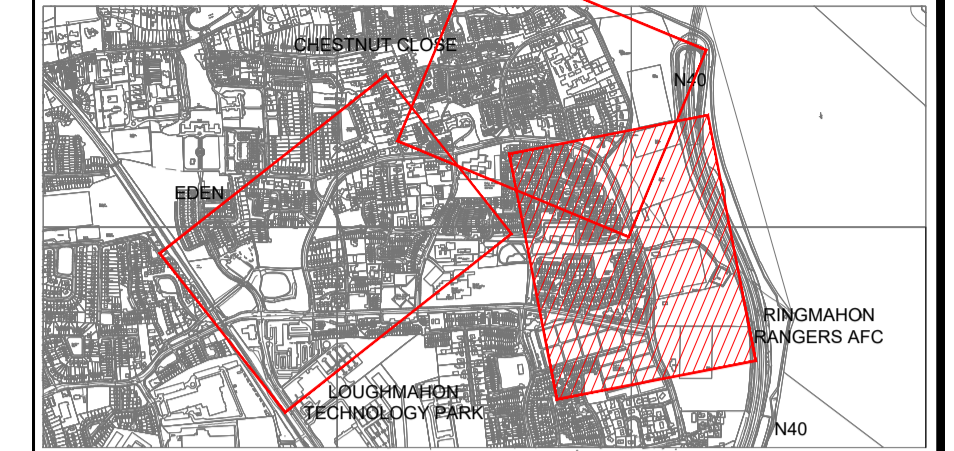 CHESTNUT CLOSE
N40
EDEN
RINGMAHON
RANGERS AFC
LOUGHMAHON
TECHNOLOGY PARK
N40